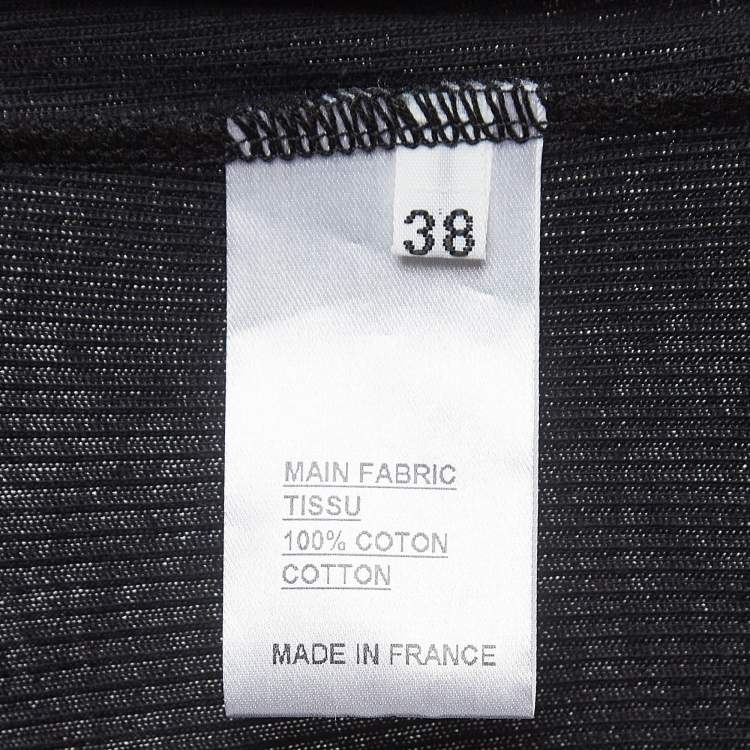 38
MAIN FABRIC
TISSU
100% COTON
COTTON
MADE IN FRANCE